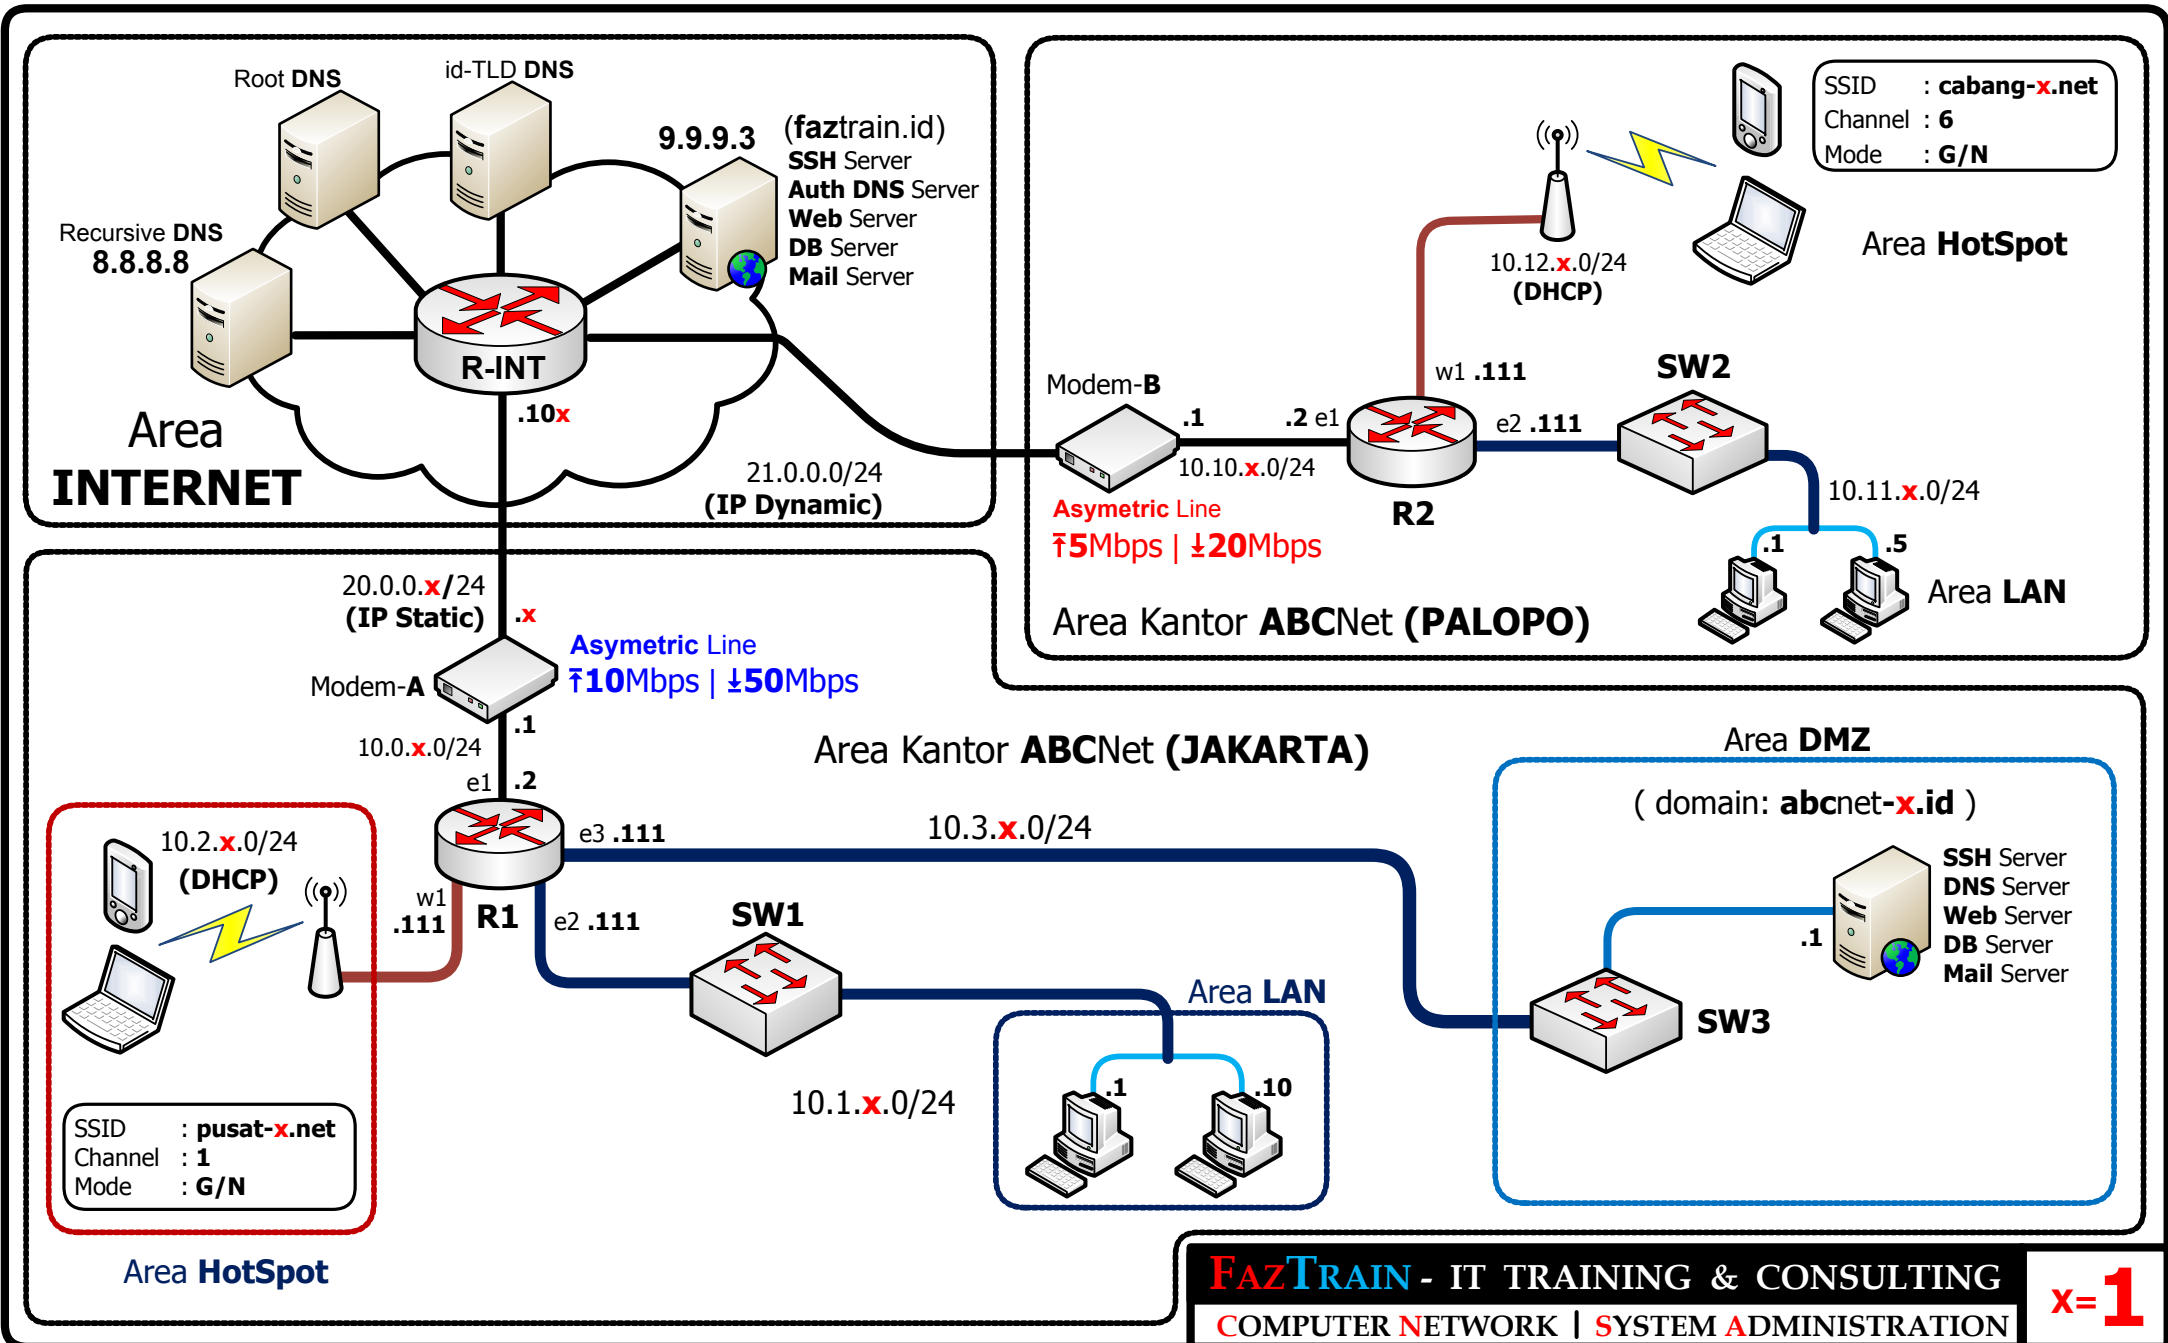 Root DNS
id-TLD DNS
Recursive DNS
8.8.8.8
9.9.9.3
(faztrain.id)
SSH Server
Auth DNS Server
Web Server
DB Server
Mail Server
R-INT
.10x
Area
INTERNET
21.0.0.0/24
(IP Dynamic)
SSID : cabang-x.net
Channel : 6
Mode : G/N
Area HotSpot
10.12.x.0/24
(DHCP)
w1 .111
SW2
Modem-B
.1
.2 e1
e2 .111
10.10.x.0/24
R2
10.11.x.0/24
Asymetric Line
↑5Mbps | ↓20Mbps
.1
.5
Area LAN
Area Kantor ABCNet (PALOPO)
20.0.0.x/24
(IP Static)
.x
Asymetric Line
↑10Mbps | ↓50Mbps
Modem-A
.1
10.0.x.0/24
e1 .2
Area Kantor ABCNet (JAKARTA)
Area DMZ
( domain: abcnet-x.id )
10.3.x.0/24
e3 .111
10.2.x.0/24
(DHCP)
w1
.111
R1
e2 .111
SW1
SSH Server
DNS Server
Web Server
DB Server
Mail Server
.1
SW3
Area LAN
.1
.10
10.1.x.0/24
SSID : pusat-x.net
Channel : 1
Mode : G/N
Area HotSpot
FAZTRAIN - IT TRAINING & CONSULTING
COMPUTER NETWORK | SYSTEM ADMINISTRATION
x=1